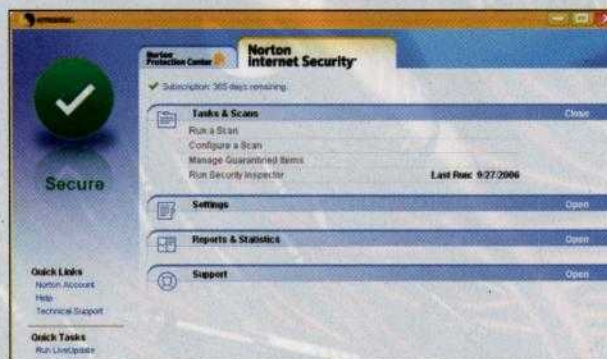 symantec.
Norton
Protection Center
Norton
Internet Security
Subscription: 365 days remaining
Tasks & Scans Close
Run a Scan
Configure a Scan
Manage Quarantined Items
Run Security Inspector Last Run: 9/27/2006
Settings Open
Reports & Statistics Open
Support Open
Secure
Quick Links
Norton Account
Help
Technical Support
Quick Tasks
Run LiveUpdate